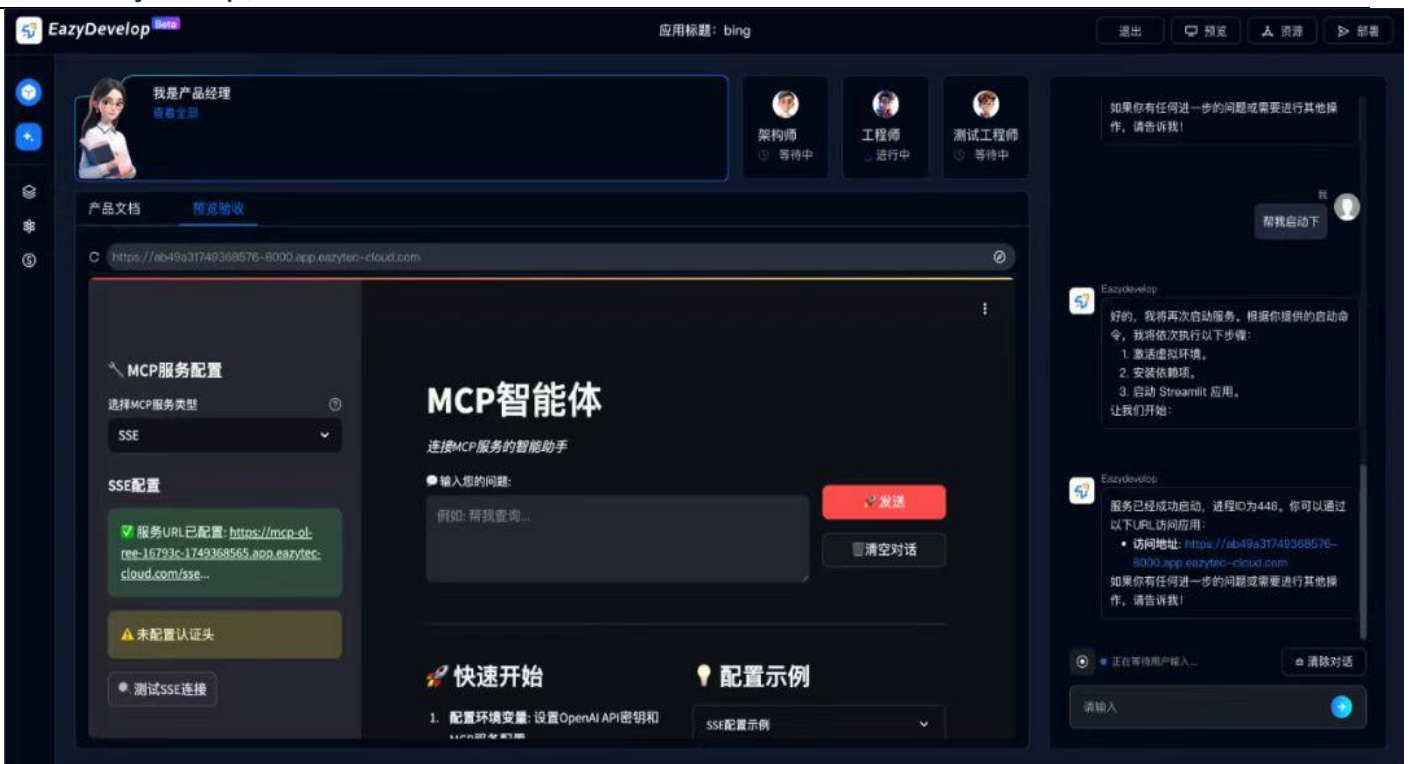 EazyDevelop Beta
应用标题：bing
退出
预览
资源
部署
我是产品经理
查看全部
架构师
等待中
工程师
进行中
测试工程师
等待中
产品文档
预览验收
https://ab49a31749368576-8000.app.eazytec-cloud.com
MCP服务配置
选择MCP服务类型
SSE
SSE配置
服务URL已配置: https://mcp-ol-
ree-16793c-1749368565.app.eazytec-
cloud.com/sse...
未配置认证头
测试SSE连接
MCP智能体
连接MCP服务的智能助手
输入您的问题:
例如: 帮我查询...
发送
清空对话
快速开始
1. 配置环境变量: 设置OpenAI API密钥和
MCP服务配置
配置示例
SSE配置示例
如果你有任何进一步的问题或需要进行其他操
作，请告诉我！
我
帮我启动下
Eazydevelop
好的，我将再次启动服务。根据你提供的启动命
令，我将依次执行以下步骤：
1. 激活虚拟环境。
2. 安装依赖项。
3. 启动 Streamlit 应用。
让我们开始：
Eazydevelop
服务已经成功启动，进程ID为448。你可以通过
以下URL访问应用：
• 访问地址: https://ab49a31749368576-
8000.app.eazytec-cloud.com
如果你有任何进一步的问题或需要进行其他操
作，请告诉我！
正在等待用户输入...
清除对话
请输入